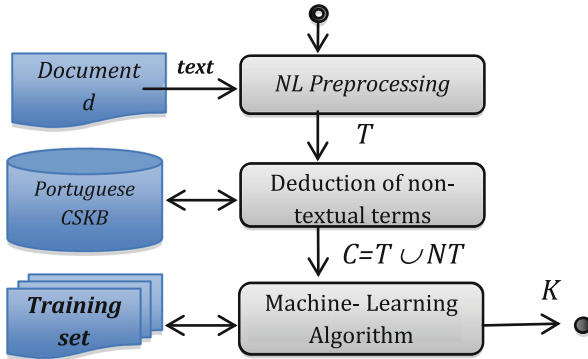 Document
d
text
NL Preprocessing
T
Portuguese
CSKB
Deduction of non-
textual terms
C=T ∪ NT
Training
set
Machine- Learning
Algorithm
K